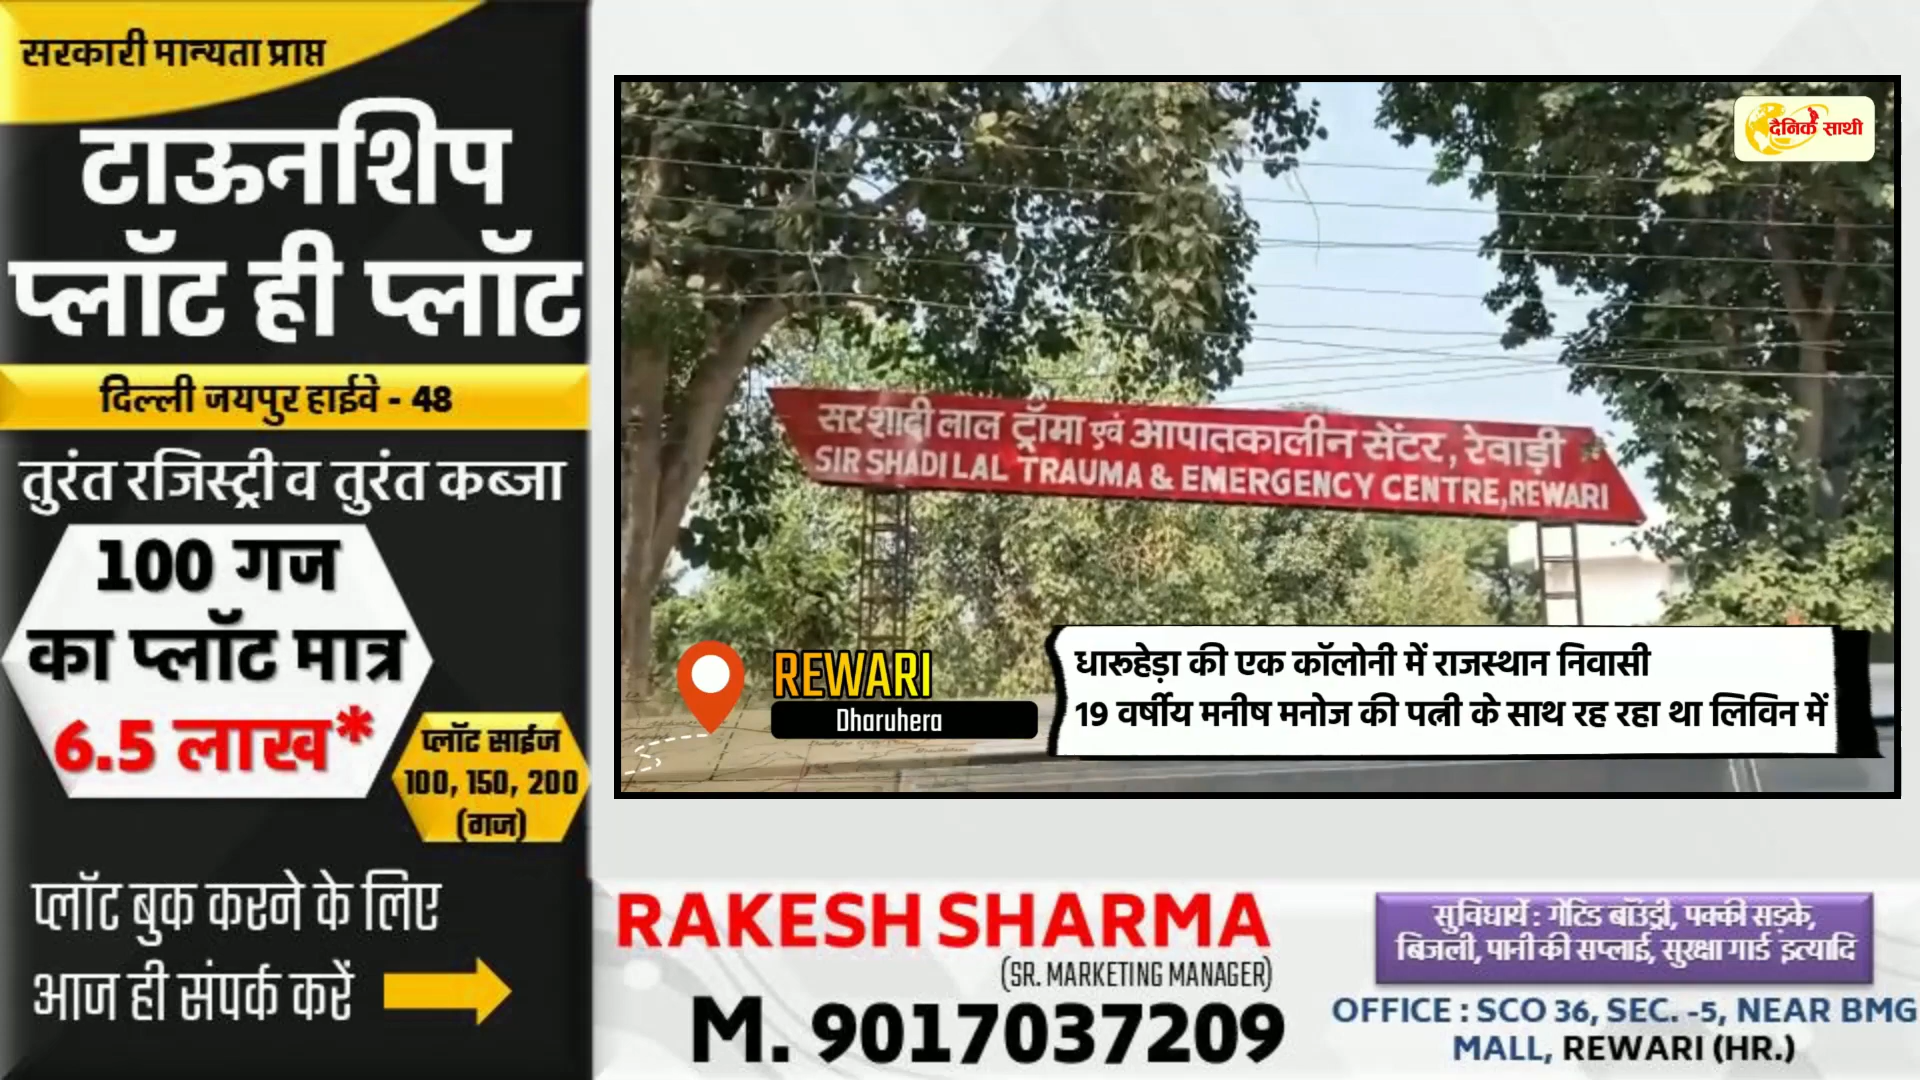 सरकारी मान्यता प्राप्त
टाऊनशिप
प्लॉट ही प्लॉट
दिल्ली जयपुर हाईवे - 48
तुरंत रजिस्ट्री व तुरंत कब्जा
100 गज
का प्लॉट मात्र
6.5 लाख*
प्लॉट साईज
100, 150, 200
(गज)
प्लॉट बुक करने के लिए
आज ही संपर्क करें
दैनिक साथी
सर शादी लाल ट्रॉमा एवं आपातकालीन सेंटर, रेवाड़ी
SIR SHADI LAL TRAUMA & EMERGENCY CENTRE, REWARI
REWARI
Dharuhera
धारूहेड़ा की एक कॉलोनी में राजस्थान निवासी
19 वर्षीय मनीष मनोज की पत्नी के साथ रह रहा था लिविन में
RAKESH SHARMA
(SR. MARKETING MANAGER)
M. 9017037209
सुविधायें : गेटिड बॉउड्री, पक्की सड़के,
बिजली, पानी की सप्लाई, सुरक्षा गार्ड इत्यादि
OFFICE : SCO 36, SEC. -5, NEAR BMG
MALL, REWARI (HR.)